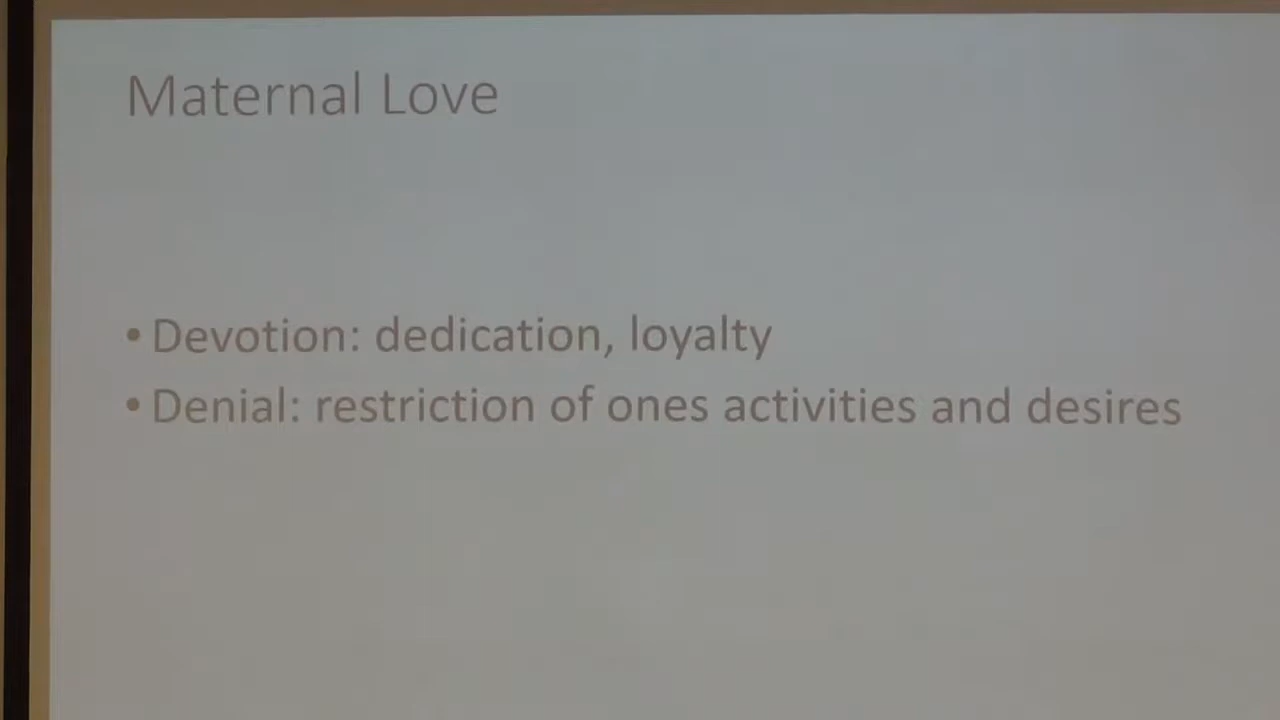 Maternal Love
• Devotion: dedication, loyalty
• Denial: restriction of ones activities and desires